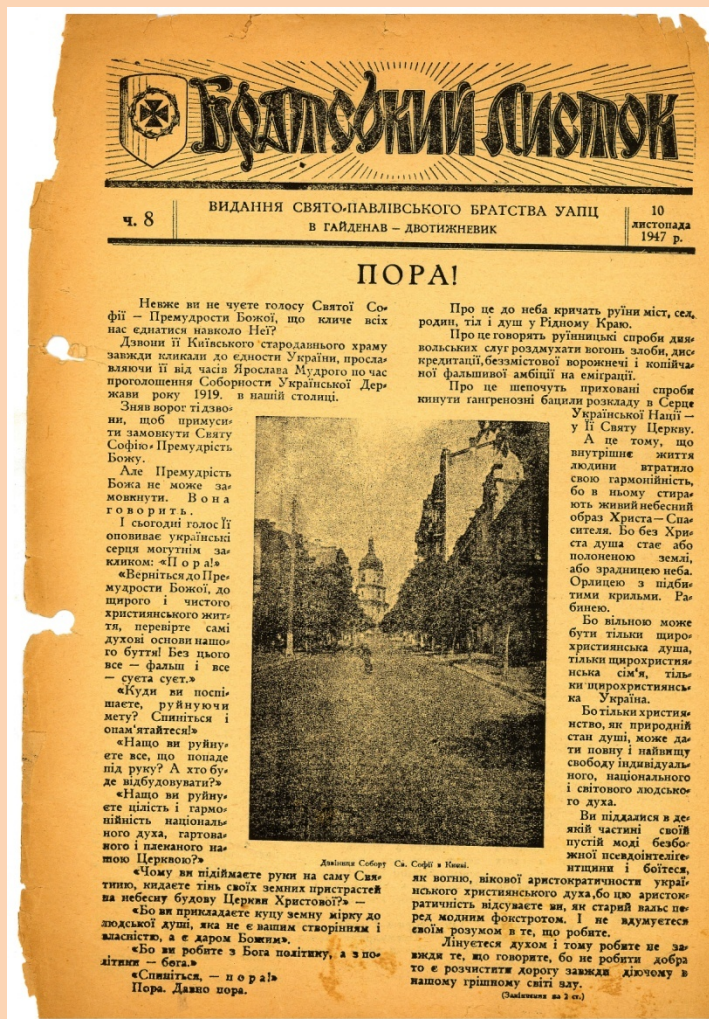 Братський Листок
ч. 8
ВИДАННЯ СВЯТО-ПАВЛІВСЬКОГО БРАТСТВА УАПЦ
В ГАЙДЕНАВ – ДВОТИЖНЕВИК
10
листопада
1947 р.
ПОРА!
Невже ви не чуєте голосу Святої Со-
фії – Премудрости Божої, що кличе всіх
нас єднатися навколо Неї?
Дзвони її Київського стародавнього храму
завжди кликали до єдности України, просла-
вляючи її від часів Ярослава Мудрого по час
проголошення Соборности Української Дер-
жави року 1919. в нашій столиці.
Зняв ворог ті дзво-
ни, щоб примуси-
ти замовкути Святу
Софію-Премудрість
Божу.
Але Премудрість
Божа не може за-
мовкнути. Вона
говорить.
І сьогодні голос Її
оповиває українські
серця могутнім за-
кликом: «Пора!»
«Верніться до Пре-
мудрости Божої, до
щирого і чистого
християнського жит-
тя, перевірте самі
духові основи нашо-
го буття! Без цього
все — фальш і все
— суєта сует.»
«Куди ви поспі-
шаєте, руйнуючи
мету? Спиніться і
опам'ятайтеся!»
«Нащо ви руйну-
єте все, що попаде
під руку? А хто бу-
де відбудовувати?»
«Нащо ви руйну-
єте цілість і гармо-
нійність національ-
ного духа, гартова-
ного і плеканого на-
шою Церквою?»
«Чому ви підіймаєте руки на саму Свя-
тиню, кидаєте тінь своїх земних пристрастей
на небесну будову Церкви Христової?» —
«Бо ви прикладаєте куцу земну мірку до
людської душі, яка не є вашим створінням і
власністю, а є даром Божим».
«Бо ви робите з Бога політику, а з по-
літики — бога.»
«Спиніться, — пора!»
Пора. Давно пора.
Дзвіниця Собору Св. Софії в Києві.
Про це до неба кричать руїни міст, сел,
родин, тіл і душ у Рідному Краю.
Про це говорять руїнницькі спроби дия-
вольських слуг роздмухати вогонь злоби, дис-
кредитації, беззмістової ворожнечі і копійча-
ної фальшивої амбіції на еміграції.
Про це шепочуть приховані спроби
кинути ґанґренозні бацили розкладу в Серце
Української Нації —
у Її Святу Церкву.
А це тому, що
внутрішнє життя
людини втратило
свою гармонійність,
бо в ньому стира-
ють живий небесний
образ Христа — Спа-
сителя. Бо без Хри-
ста душа стає або
полоненою землі,
або зрадницею неба.
Орлицею з підби-
тими крильми. Ра-
бинею.
Бо вільною може
бути тільки щиро-
християнська душа,
тільки щирохристия-
нська сім'я, тіль-
ки щирохристиянсь-
ка Україна.
Бо тільки христия-
нство, як природній
стан душі, може да-
ти повну і найвищу
свободу індивідуаль-
ного, національного
і світового людсько-
го духа.
Ви піддалися в де-
якій частині своїй
пустій моді безбо-
жної псевдоінтеліге-
нтщини і боїтеся,
як вогню, вікової аристократичности украї-
нського християнського духа, бо цю аристок-
ратичність відсуваєте ви, як старий вальс пе-
ред модним фокстротом. І не вдумуєтеся
своїм розумом в те, що робите.
Лінуєтеся духом і тому робите не за-
вжди те, що говорите, бо не робити добра
то є розчистити дорогу завжди діючому в
нашому грішному світі злу.
(Закінчення на 2 ст.)